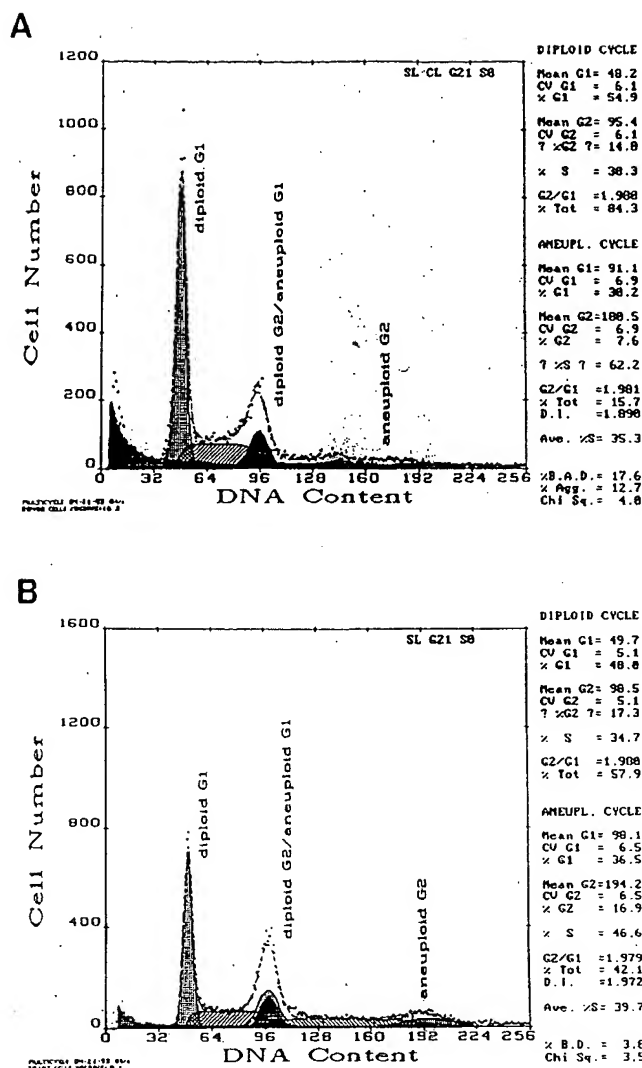 A
SL CL G21 S0
1200
1000
800
600
400
200
0
Cell Number
diploid G1
diploid G2/aneuploid G1
aneuploid G2
0 32 64 96 128 160 192 224 256
DNA Content
DIPLOID CYCLE
Mean G1= 48.2
CV G1 = 6.1
% G1 = 54.9
Mean G2= 95.4
CV G2 = 6.1
? %G2 ?= 14.8
% S = 30.3
G2/G1 =1.980
% Tot = 84.3
ANEUPL. CYCLE
Mean G1= 91.1
CV G1 = 6.9
% G1 = 30.2
Mean G2=180.5
CV G2 = 6.9
% G2 = 7.6
? %S ? = 62.2
G2/G1 =1.981
% Tot = 15.7
D.I. =1.890
Ave. %S= 35.3
%B.A.D.= 17.6
% Agg. = 12.7
Chi Sq.= 4.0
B
SL G21 S0
1600
1200
800
400
0
Cell Number
diploid G1
diploid G2/aneuploid G1
aneuploid G2
0 32 64 96 128 160 192 224 256
DNA Content
DIPLOID CYCLE
Mean G1= 49.7
CV G1 = 5.1
% G1 = 48.0
Mean G2= 98.5
CV G2 = 5.1
? %G2 ?= 17.3
% S = 34.7
G2/G1 =1.980
% Tot = 57.9
ANEUPL. CYCLE
Mean G1= 98.1
CV G1 = 6.5
% G1 = 36.5
Mean G2=194.2
CV G2 = 6.5
% G2 = 16.9
% S = 46.6
G2/G1 =1.979
% Tot = 42.1
D.I. =1.972
Ave. %S= 39.7
% B.D. = 3.8
Chi Sq.= 3.5